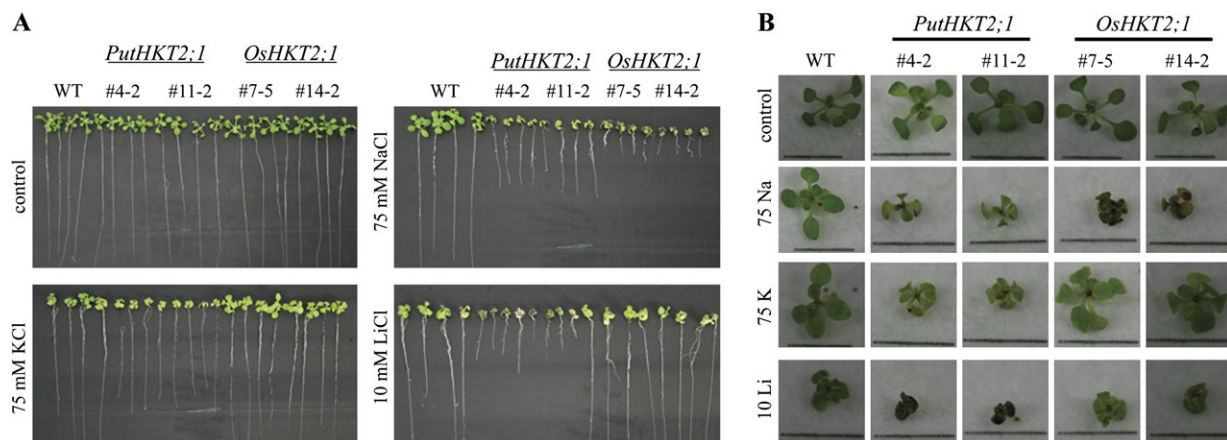 A
PutHKT2;1 OsHKT2;1
WT #4-2 #11-2 #7-5 #14-2
control
PutHKT2;1 OsHKT2;1
WT #4-2 #11-2 #7-5 #14-2
75 mM NaCl
75 mM KCl
10 mM LiCl
B
PutHKT2;1 OsHKT2;1
WT #4-2 #11-2 #7-5 #14-2
control
75 Na
75 K
10 Li